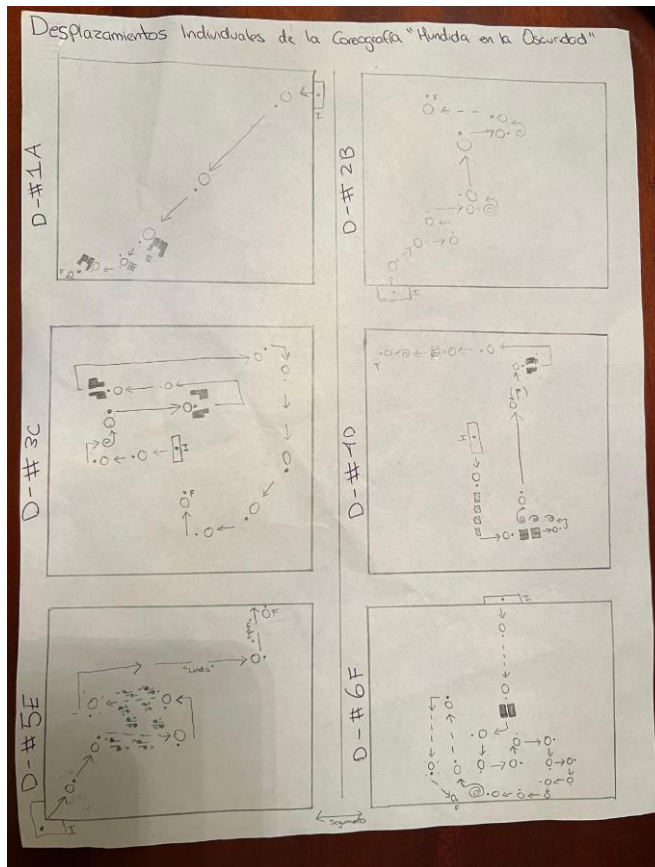 Desplazamientos Individuales de la Coreografía "Hundida en la Oscuridad"
D-#1A
I
F
D-#2B
F
I
D-#3C
I
F
D-#4D
F
I
D-#5E
F
"Lindis"
I
D-#6F
I
F
Segmento